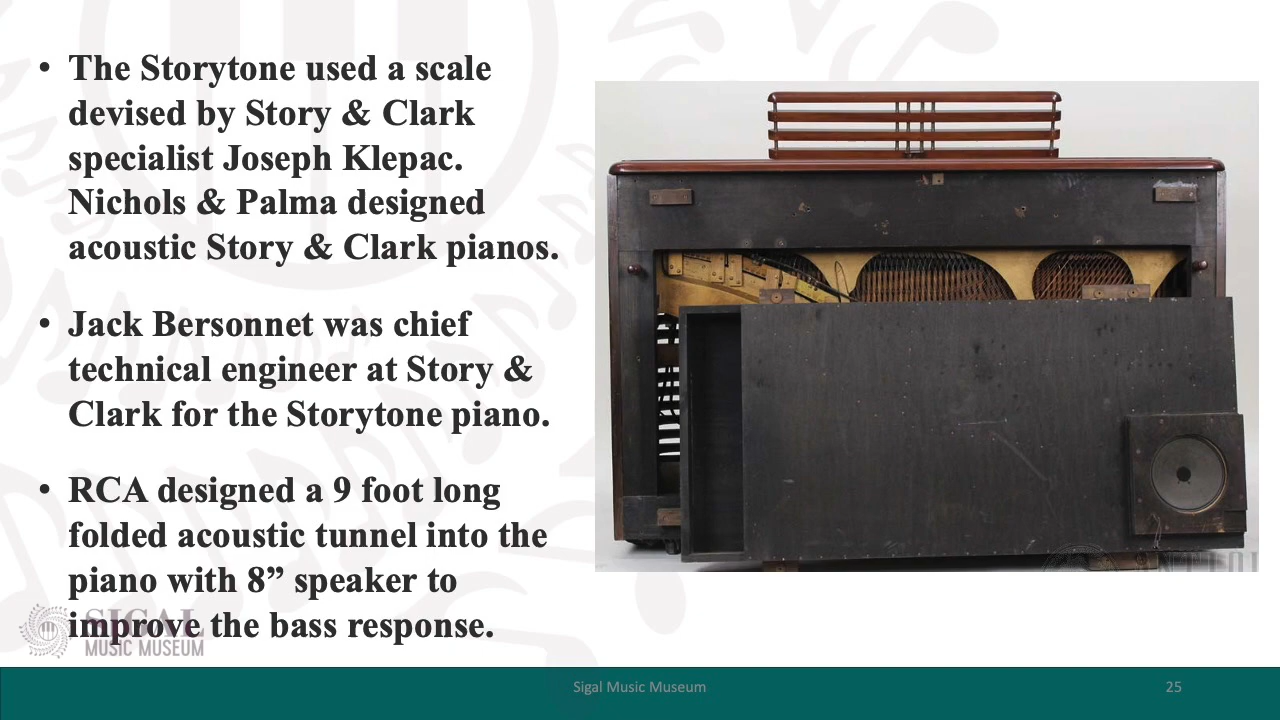 • The Storytone used a scale
devised by Story & Clark
specialist Joseph Klepac.
Nichols & Palma designed
acoustic Story & Clark pianos.
• Jack Bersonnet was chief
technical engineer at Story &
Clark for the Storytone piano.
• RCA designed a 9 foot long
folded acoustic tunnel into the
piano with 8” speaker to
improve the bass response.
SIGAL
MUSIC MUSEUM
Sigal Music Museum
25